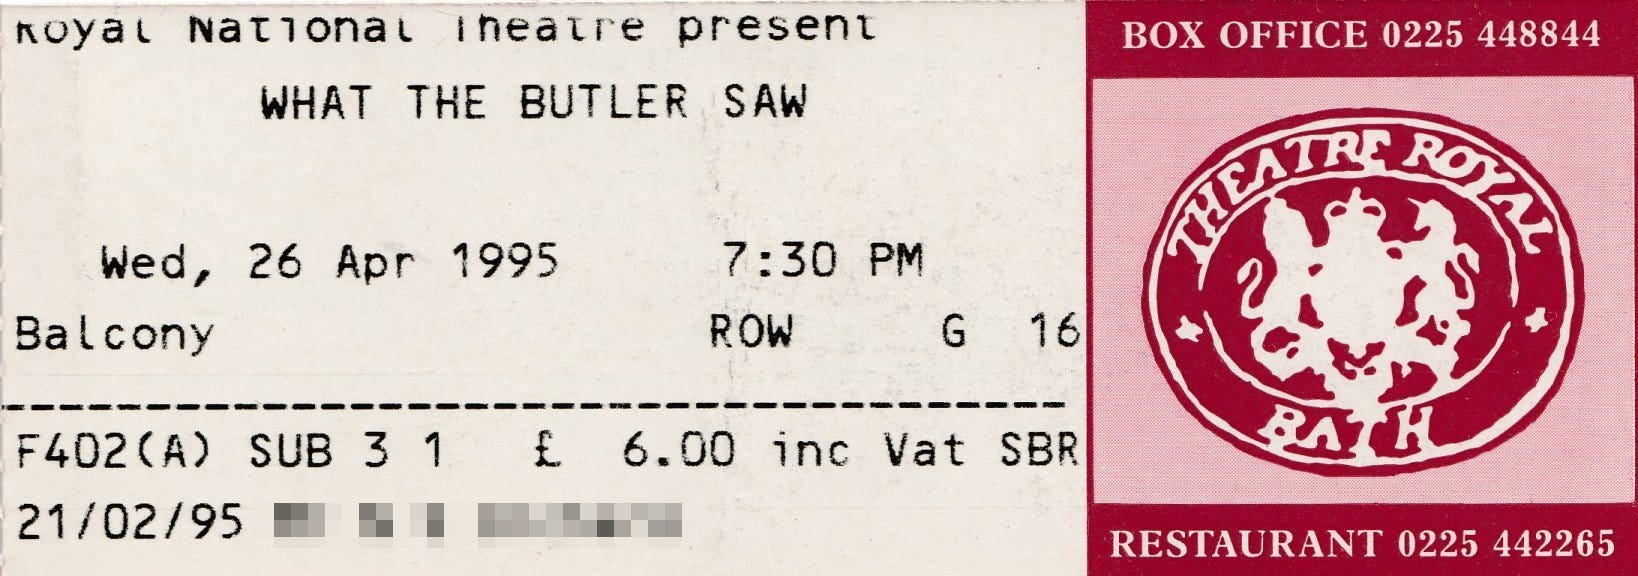 Royal National Theatre present
WHAT THE BUTLER SAW
Wed, 26 Apr 1995 7:30 PM
Balcony ROW G 16
F402(A) SUB 3 1 £ 6.00 inc Vat SBR
21/02/95
BOX OFFICE 0225 448844
THEATRE ROYAL
BATH
RESTAURANT 0225 442265